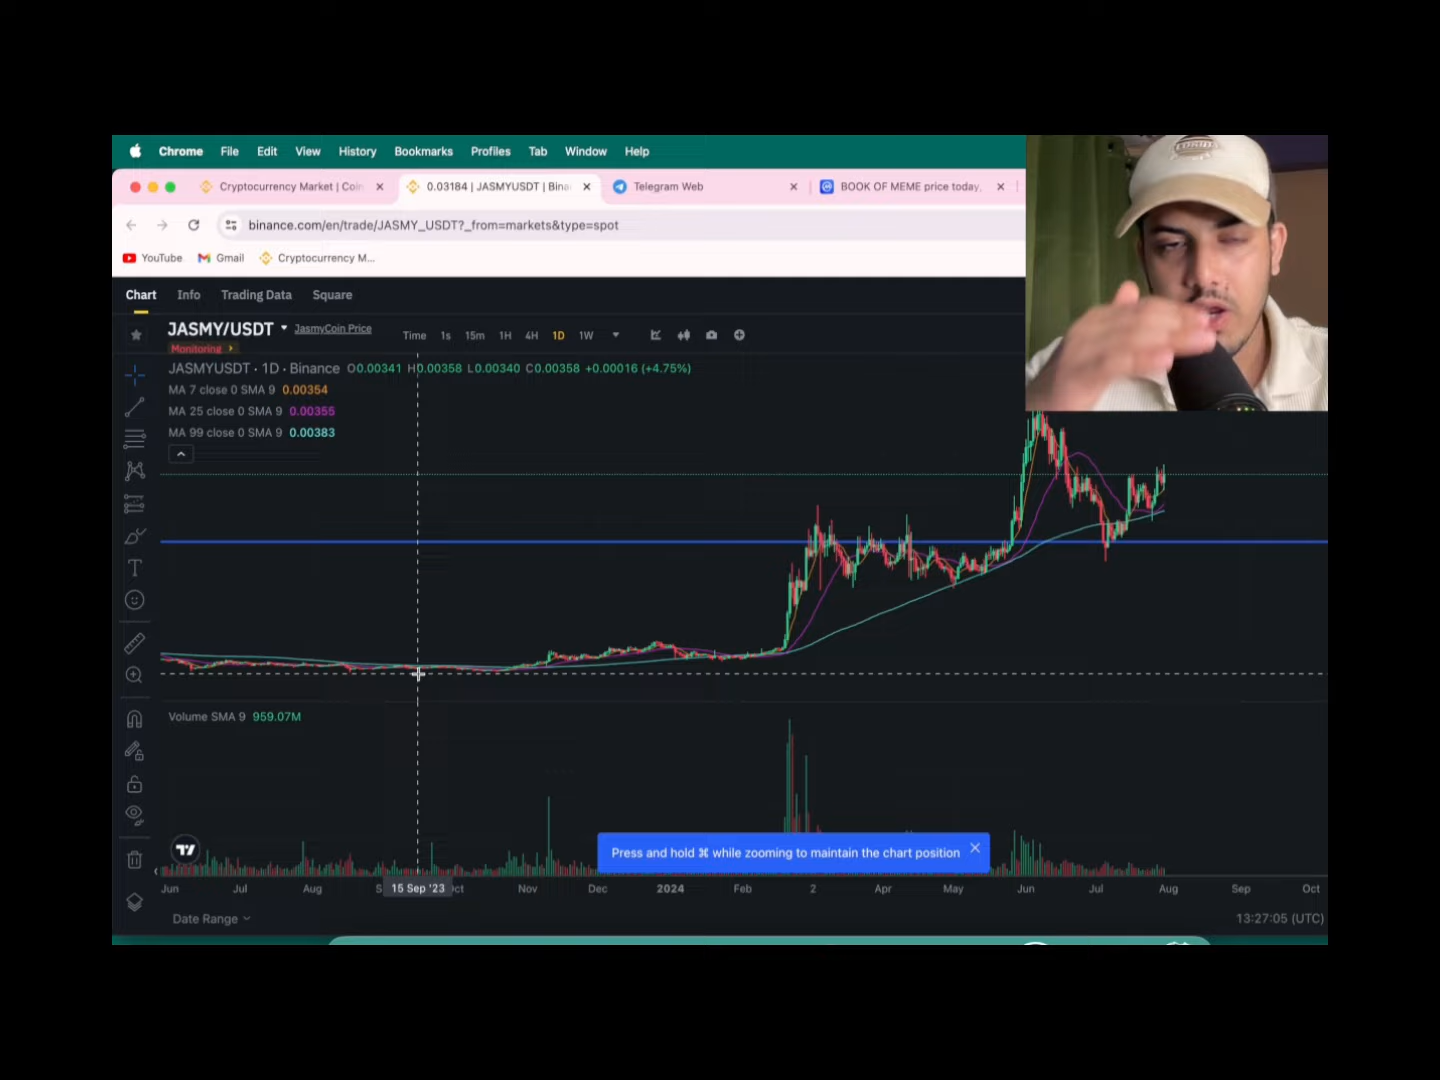 Chrome File Edit View History Bookmarks Profiles Tab Window Help
Cryptocurrency Market | Coin 0.03184 | JASMYUSDT | Bina Telegram Web BOOK OF MEME price today,
binance.com/en/trade/JASMY_USDT?_from=markets&type=spot
YouTube Gmail Cryptocurrency M...
Chart Info Trading Data Square
JASMY/USDT JasmyCoin Price Time 1s 15m 1H 4H 1D 1W
Monitoring
JASMYUSDT · 1D · Binance O0.00341 H0.00358 L0.00340 C0.00358 +0.00016 (+4.75%)
MA 7 close 0 SMA 9 0.00354
MA 25 close 0 SMA 9 0.00355
MA 99 close 0 SMA 9 0.00383
Volume SMA 9 959.07M
Press and hold ⌘ while zooming to maintain the chart position
Jun Jul Aug 15 Sep '23 Nov Dec 2024 Feb 2 Apr May Jun Jul Aug Sep Oct
Date Range 13:27:05 (UTC)